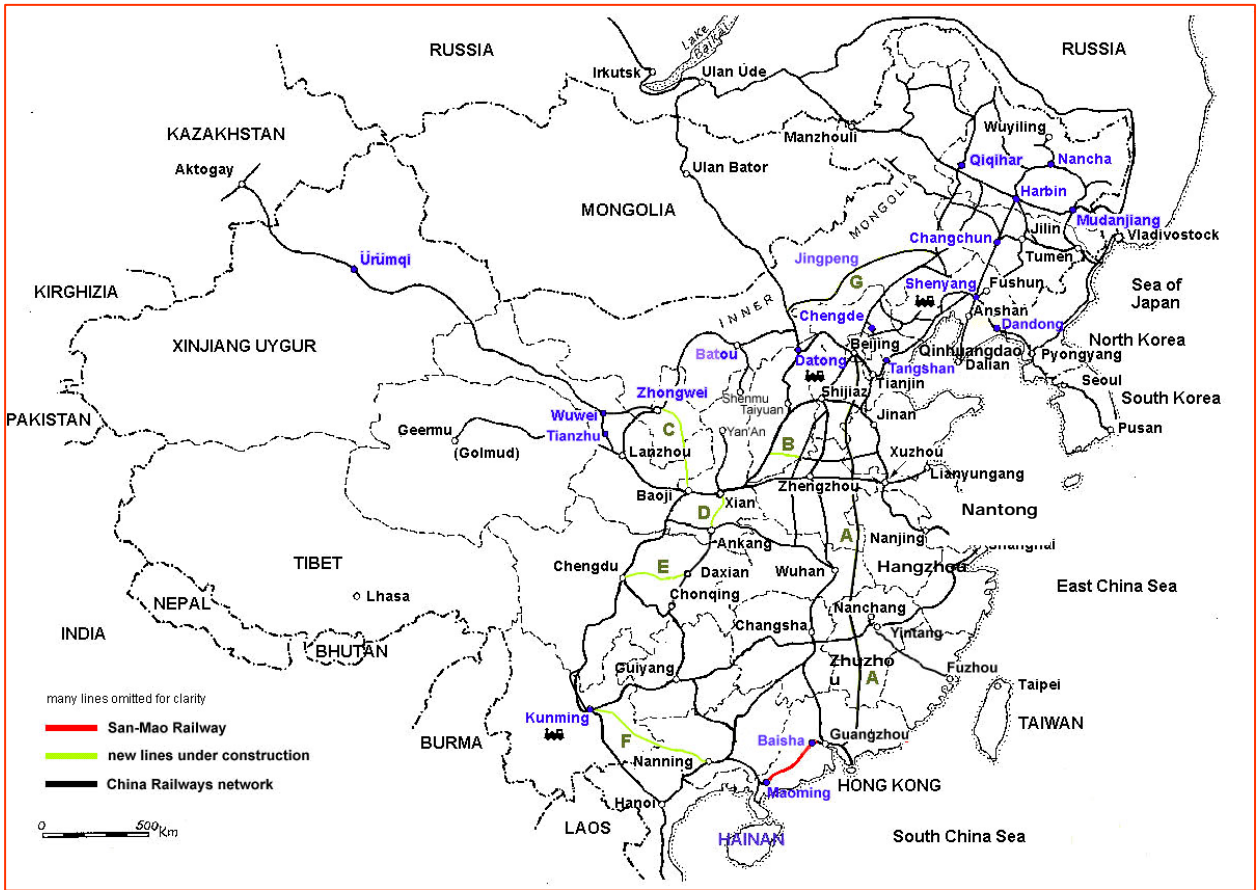 RUSSIA
Lake
Baikal
RUSSIA
Irkutsk
Ulan Üde
KAZAKHSTAN
Aktogay
Manzhouli
Wuyiling
Qiqihar
Nancha
Ulan Bator
Harbin
MONGOLIA
INNER MONGOLIA
Mudanjiang
Changchun
Jilin
Vladivostock
Ürümqi
Jingpeng
Tumen
G
Shenyang
Fushun
Sea of
Japan
KIRGHIZIA
Chengde
Anshan
Dandong
XINJIANG UYGUR
Batou
Datong
Beijing
Qinhuangdao
North Korea
Pyongyang
Dalian
Tangshan
Tianjin
Seoul
Zhongwei
Shenmu
Shijiaz
South Korea
Taiyuan
Wuwei
Jinan
PAKISTAN
Geermu
(Golmud)
Tianzhu
C
Yan'An
B
Pusan
Lanzhou
Xuzhou
Lianyungang
Baoji
Xian
Zhengzhou
D
Nantong
A
Nanjing
Ankang
Shanghai
TIBET
Chengdu
E
Daxian
Wuhan
Hangzhou
East China Sea
Lhasa
Chonqing
NEPAL
Nanchang
INDIA
Changsha
Yintang
BHUTAN
Guiyang
Zhuzho
u
A
Fuzhou
Taipei
many lines omitted for clarity
San-Mao Railway
new lines under construction
China Railways network
Kunming
TAIWAN
BURMA
F
Baisha
Guangzhou
Nanning
HONG KONG
Maoming
Hanoi
0 500 Km
LAOS
HAINAN
South China Sea